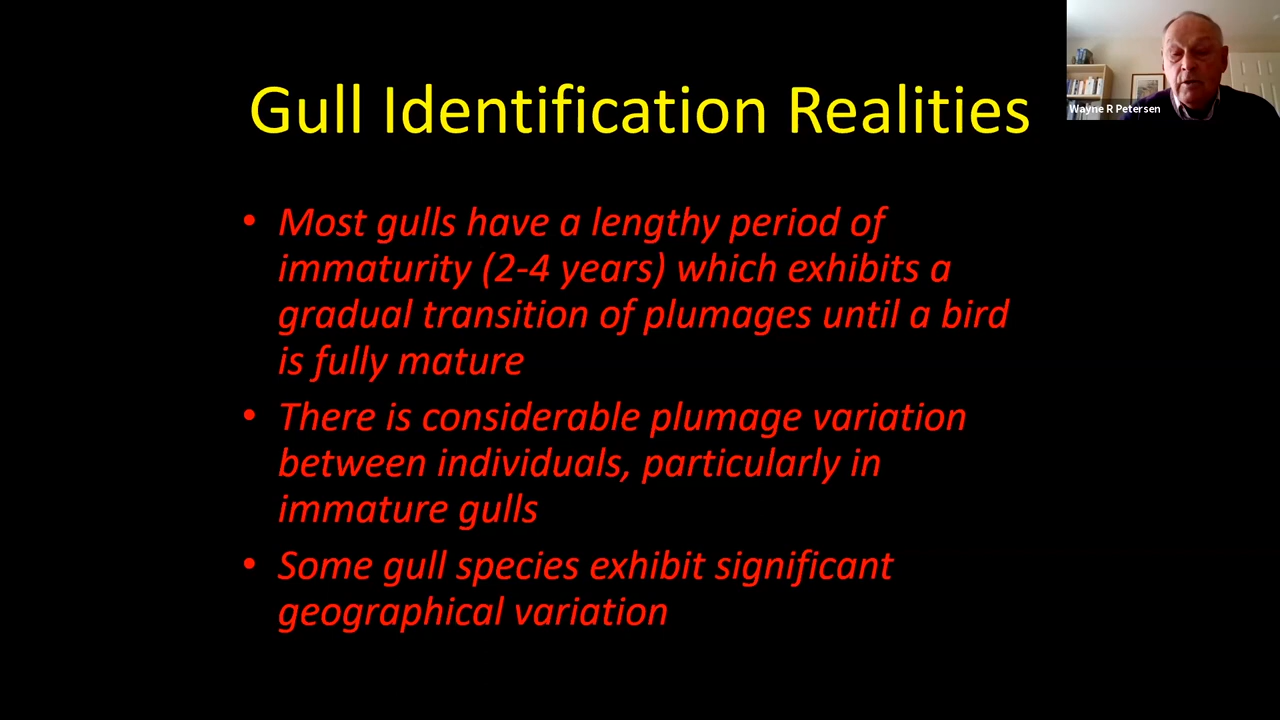 Gull Identification Realities
Wayne R Petersen
• Most gulls have a lengthy period of
immaturity (2-4 years) which exhibits a
gradual transition of plumages until a bird
is fully mature
• There is considerable plumage variation
between individuals, particularly in
immature gulls
• Some gull species exhibit significant
geographical variation